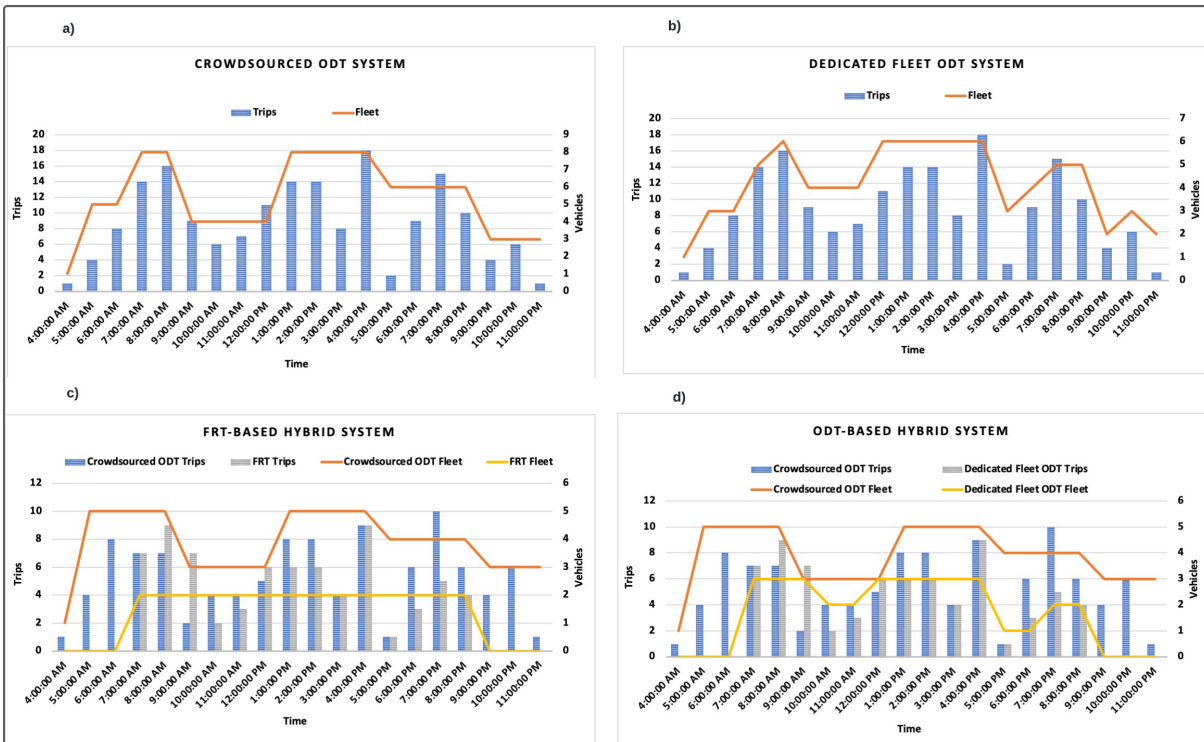 a)
CROWDSOURCED ODT SYSTEM
Trips Fleet
20 18 16 14 12 10 8 6 4 2 0
Trips
9 8 7 6 5 4 3 2 1 0
Vehicles
4:00:00 AM 5:00:00 AM 6:00:00 AM 7:00:00 AM 8:00:00 AM 9:00:00 AM 10:00:00 AM 11:00:00 AM 12:00:00 PM 1:00:00 PM 2:00:00 PM 3:00:00 PM 4:00:00 PM 5:00:00 PM 6:00:00 PM 7:00:00 PM 8:00:00 PM 9:00:00 PM 10:00:00 PM 11:00:00 PM
Time
b)
DEDICATED FLEET ODT SYSTEM
Trips Fleet
20 18 16 14 12 10 8 6 4 2 0
Trips
7 6 5 4 3 2 1 0
Vehicles
4:00:00 AM 5:00:00 AM 6:00:00 AM 7:00:00 AM 8:00:00 AM 9:00:00 AM 10:00:00 AM 11:00:00 AM 12:00:00 PM 1:00:00 PM 2:00:00 PM 3:00:00 PM 4:00:00 PM 5:00:00 PM 6:00:00 PM 7:00:00 PM 8:00:00 PM 9:00:00 PM 10:00:00 PM 11:00:00 PM
Time
c)
FRT-BASED HYBRID SYSTEM
Crowdsourced ODT Trips FRT Trips Crowdsourced ODT Fleet FRT Fleet
12 10 8 6 4 2 0
Trips
6 5 4 3 2 1 0
Vehicles
4:00:00 AM 5:00:00 AM 6:00:00 AM 7:00:00 AM 8:00:00 AM 9:00:00 AM 10:00:00 AM 11:00:00 AM 12:00:00 PM 1:00:00 PM 2:00:00 PM 3:00:00 PM 4:00:00 PM 5:00:00 PM 6:00:00 PM 7:00:00 PM 8:00:00 PM 9:00:00 PM 10:00:00 PM 11:00:00 PM
Time
d)
ODT-BASED HYBRID SYSTEM
Crowdsourced ODT Trips Dedicated Fleet ODT Trips
Crowdsourced ODT Fleet Dedicated Fleet ODT Fleet
12 10 8 6 4 2 0
Trips
6 5 4 3 2 1 0
Vehicles
4:00:00 AM 5:00:00 AM 6:00:00 AM 7:00:00 AM 8:00:00 AM 9:00:00 AM 10:00:00 AM 11:00:00 AM 12:00:00 PM 1:00:00 PM 2:00:00 PM 3:00:00 PM 4:00:00 PM 5:00:00 PM 6:00:00 PM 7:00:00 PM 8:00:00 PM 9:00:00 PM 10:00:00 PM 11:00:00 PM
Time